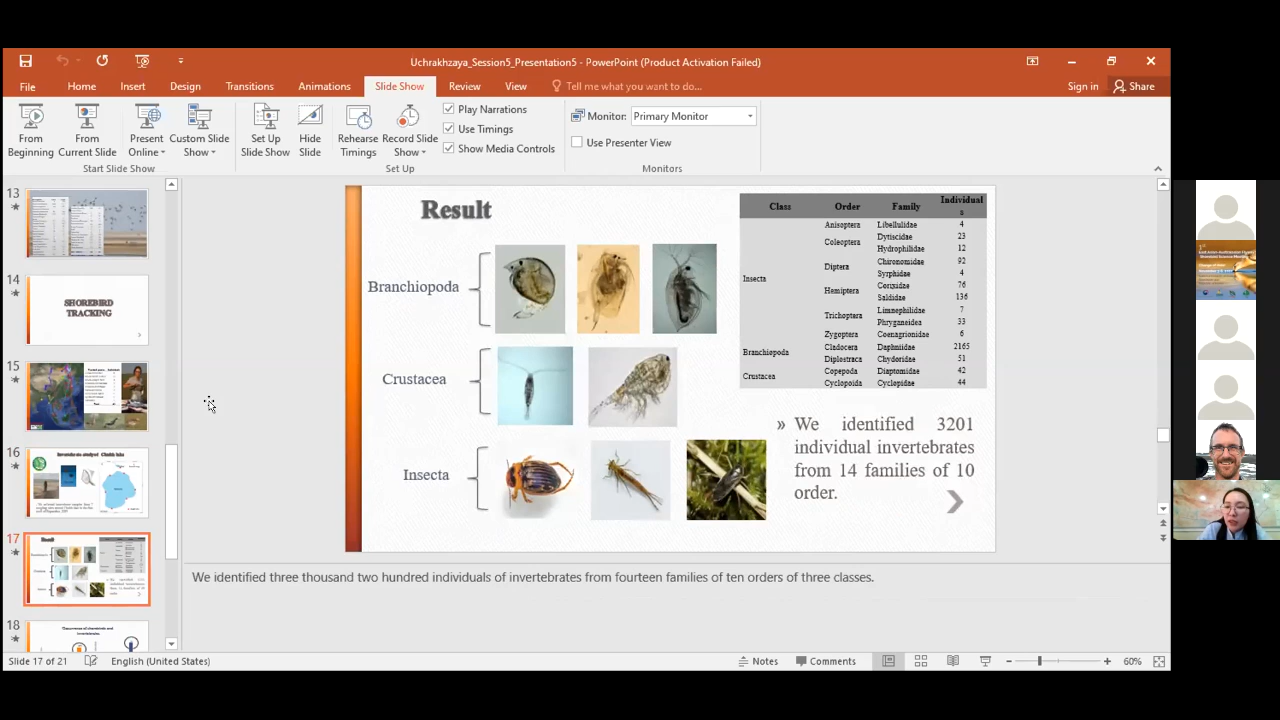 Uchrakhzaya_Session5_Presentation5 - PowerPoint (Product Activation Failed)
File Home Insert Design Transitions Animations Slide Show Review View Tell me what you want to do... Sign in Share
From Beginning
From Current Slide
Present Online
Custom Slide Show
Set Up Slide Show
Hide Slide
Rehearse Timings
Record Slide Show
Play Narrations
Use Timings
Show Media Controls
Monitor: Primary Monitor
Use Presenter View
Start Slide Show Set Up Monitors
13
14
SHOREBIRD
TRACKING
15
16
17
18
Result
Branchiopoda
Crustacea
Insecta
Class Order Family Individual
s
Anisoptera Libellulidae 4
Coleoptera Dytiscidae 23
Hydrophilidae 12
Diptera Chironomidae 92
Syrphidae 4
Insecta
Hemiptera Corixidae 76
Saldidae 136
Trichoptera Limnephilidae 7
Phryganeidea 33
Zygoptera Coenagrionidae 6
Branchiopoda Cladocera Daphniidae 2165
Diplostraca Chydoridae 51
Crustacea Copepoda Diaptomidae 42
Cyclopoida Cyclopidae 44
» We identified 3201
individual invertebrates
from 14 families of 10
order.
We identified three thousand two hundred individuals of invertebrates from fourteen families of ten orders of three classes.
Slide 17 of 21 English (United States) Notes Comments 60%